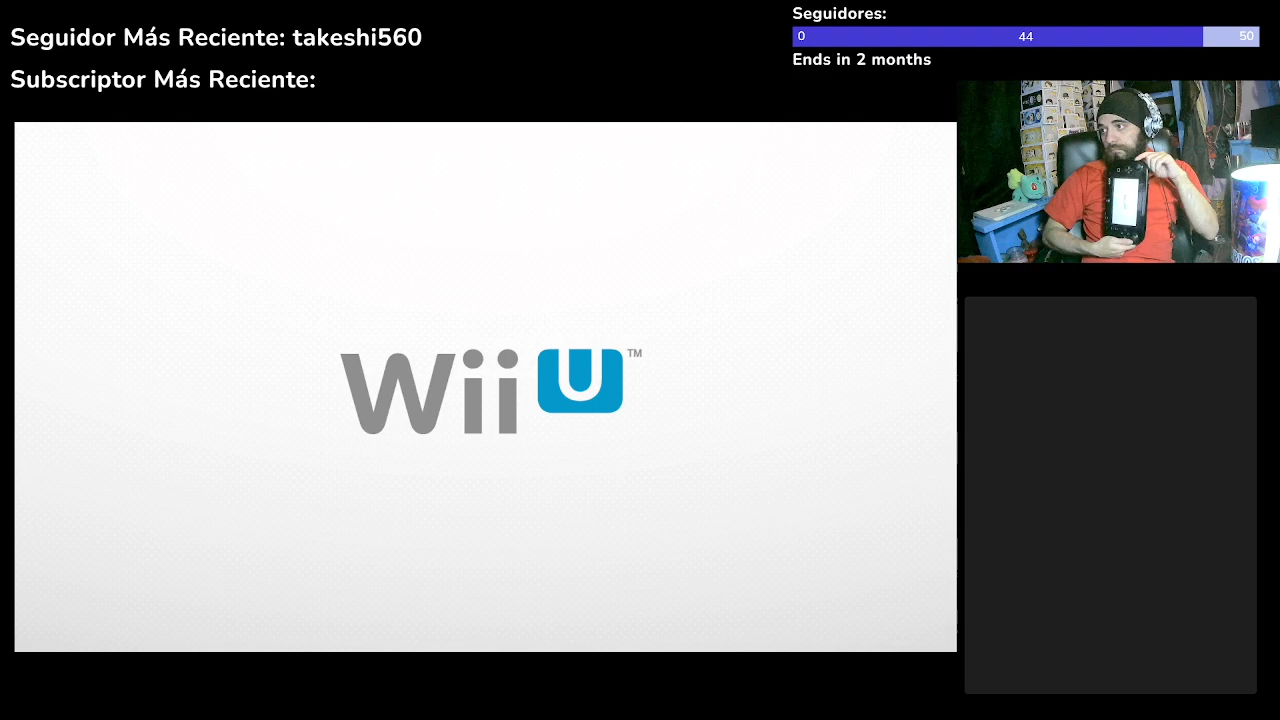 Seguidor Más Reciente: takeshi560
Subscriptor Más Reciente:
Seguidores:
0 44 50
Ends in 2 months
Wii U™